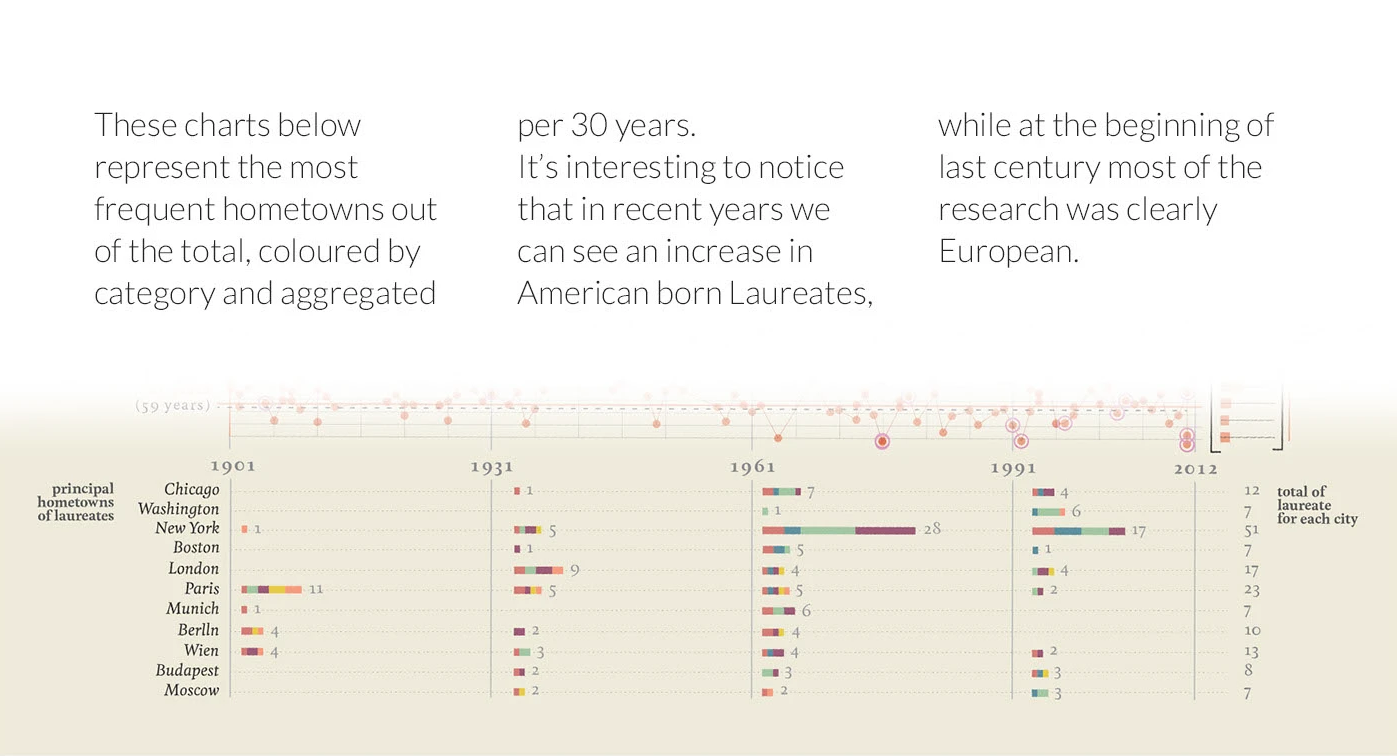 These charts below
represent the most
frequent hometowns out
of the total, coloured by
category and aggregated
per 30 years.
It’s interesting to notice
that in recent years we
can see an increase in
American born Laureates,
while at the beginning of
last century most of the
research was clearly
European.
(59 years)
1901 1931 1961 1991 2012
principal
hometowns
of laureates
total of
laureate
for each city
Chicago 1 7 4 12
Washington 1 6 7
New York 1 5 28 17 51
Boston 1 5 1 7
London 9 4 4 17
Paris 11 5 5 2 23
Munich 1 6 7
Berlln 4 2 4 10
Wien 4 3 4 2 13
Budapest 2 3 3 8
Moscow 2 2 3 7